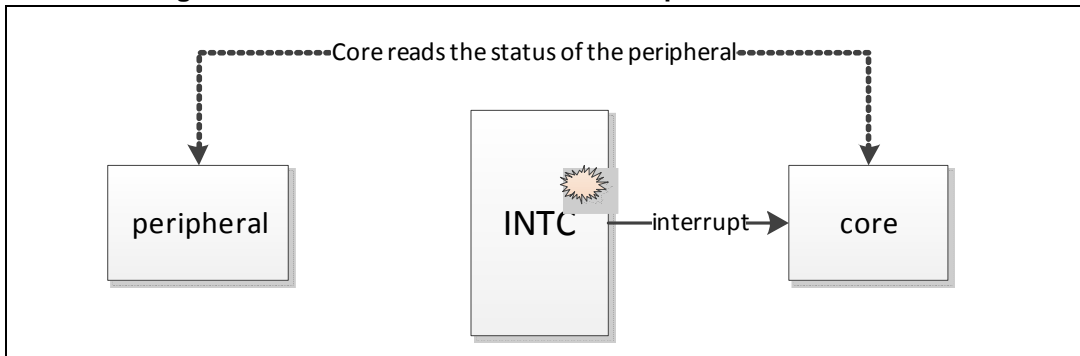 Core reads the status of the peripheral
peripheral
INTC
interrupt
core